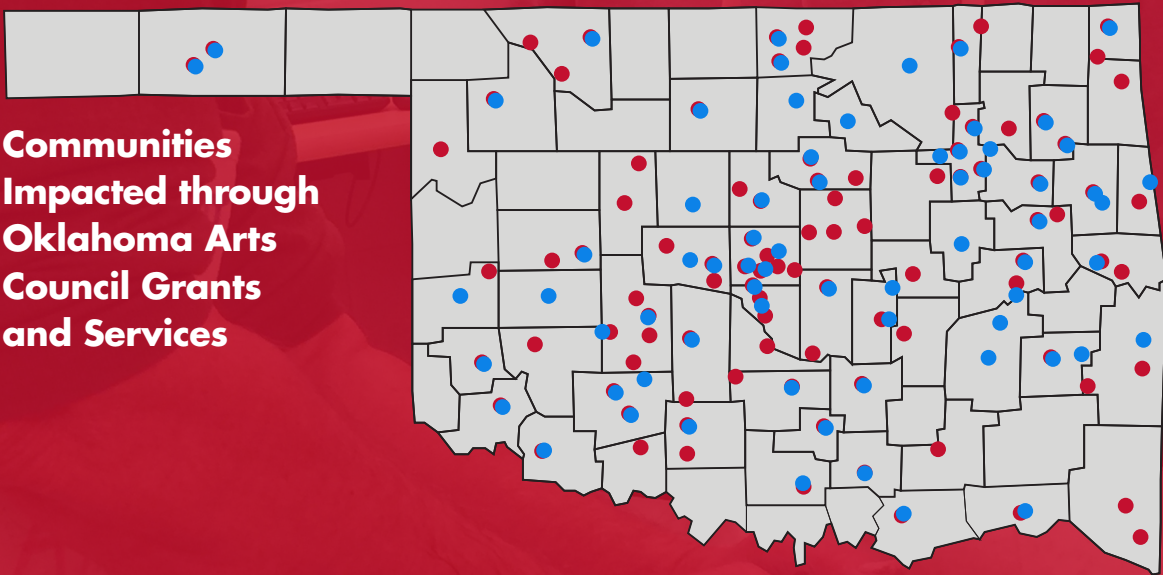 Communities
Impacted through
Oklahoma Arts
Council Grants
and Services